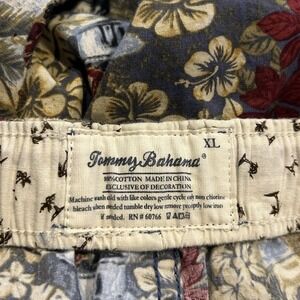 XL
Tommy Bahama®
100% COTTON MADE IN CHINA
EXCLUSIVE OF DECORATION
Machine wash cold with like colors gentle cycle only non chlorine
bleach when needed tumble dry low remove promptly low iron
if needed. RN # 60766